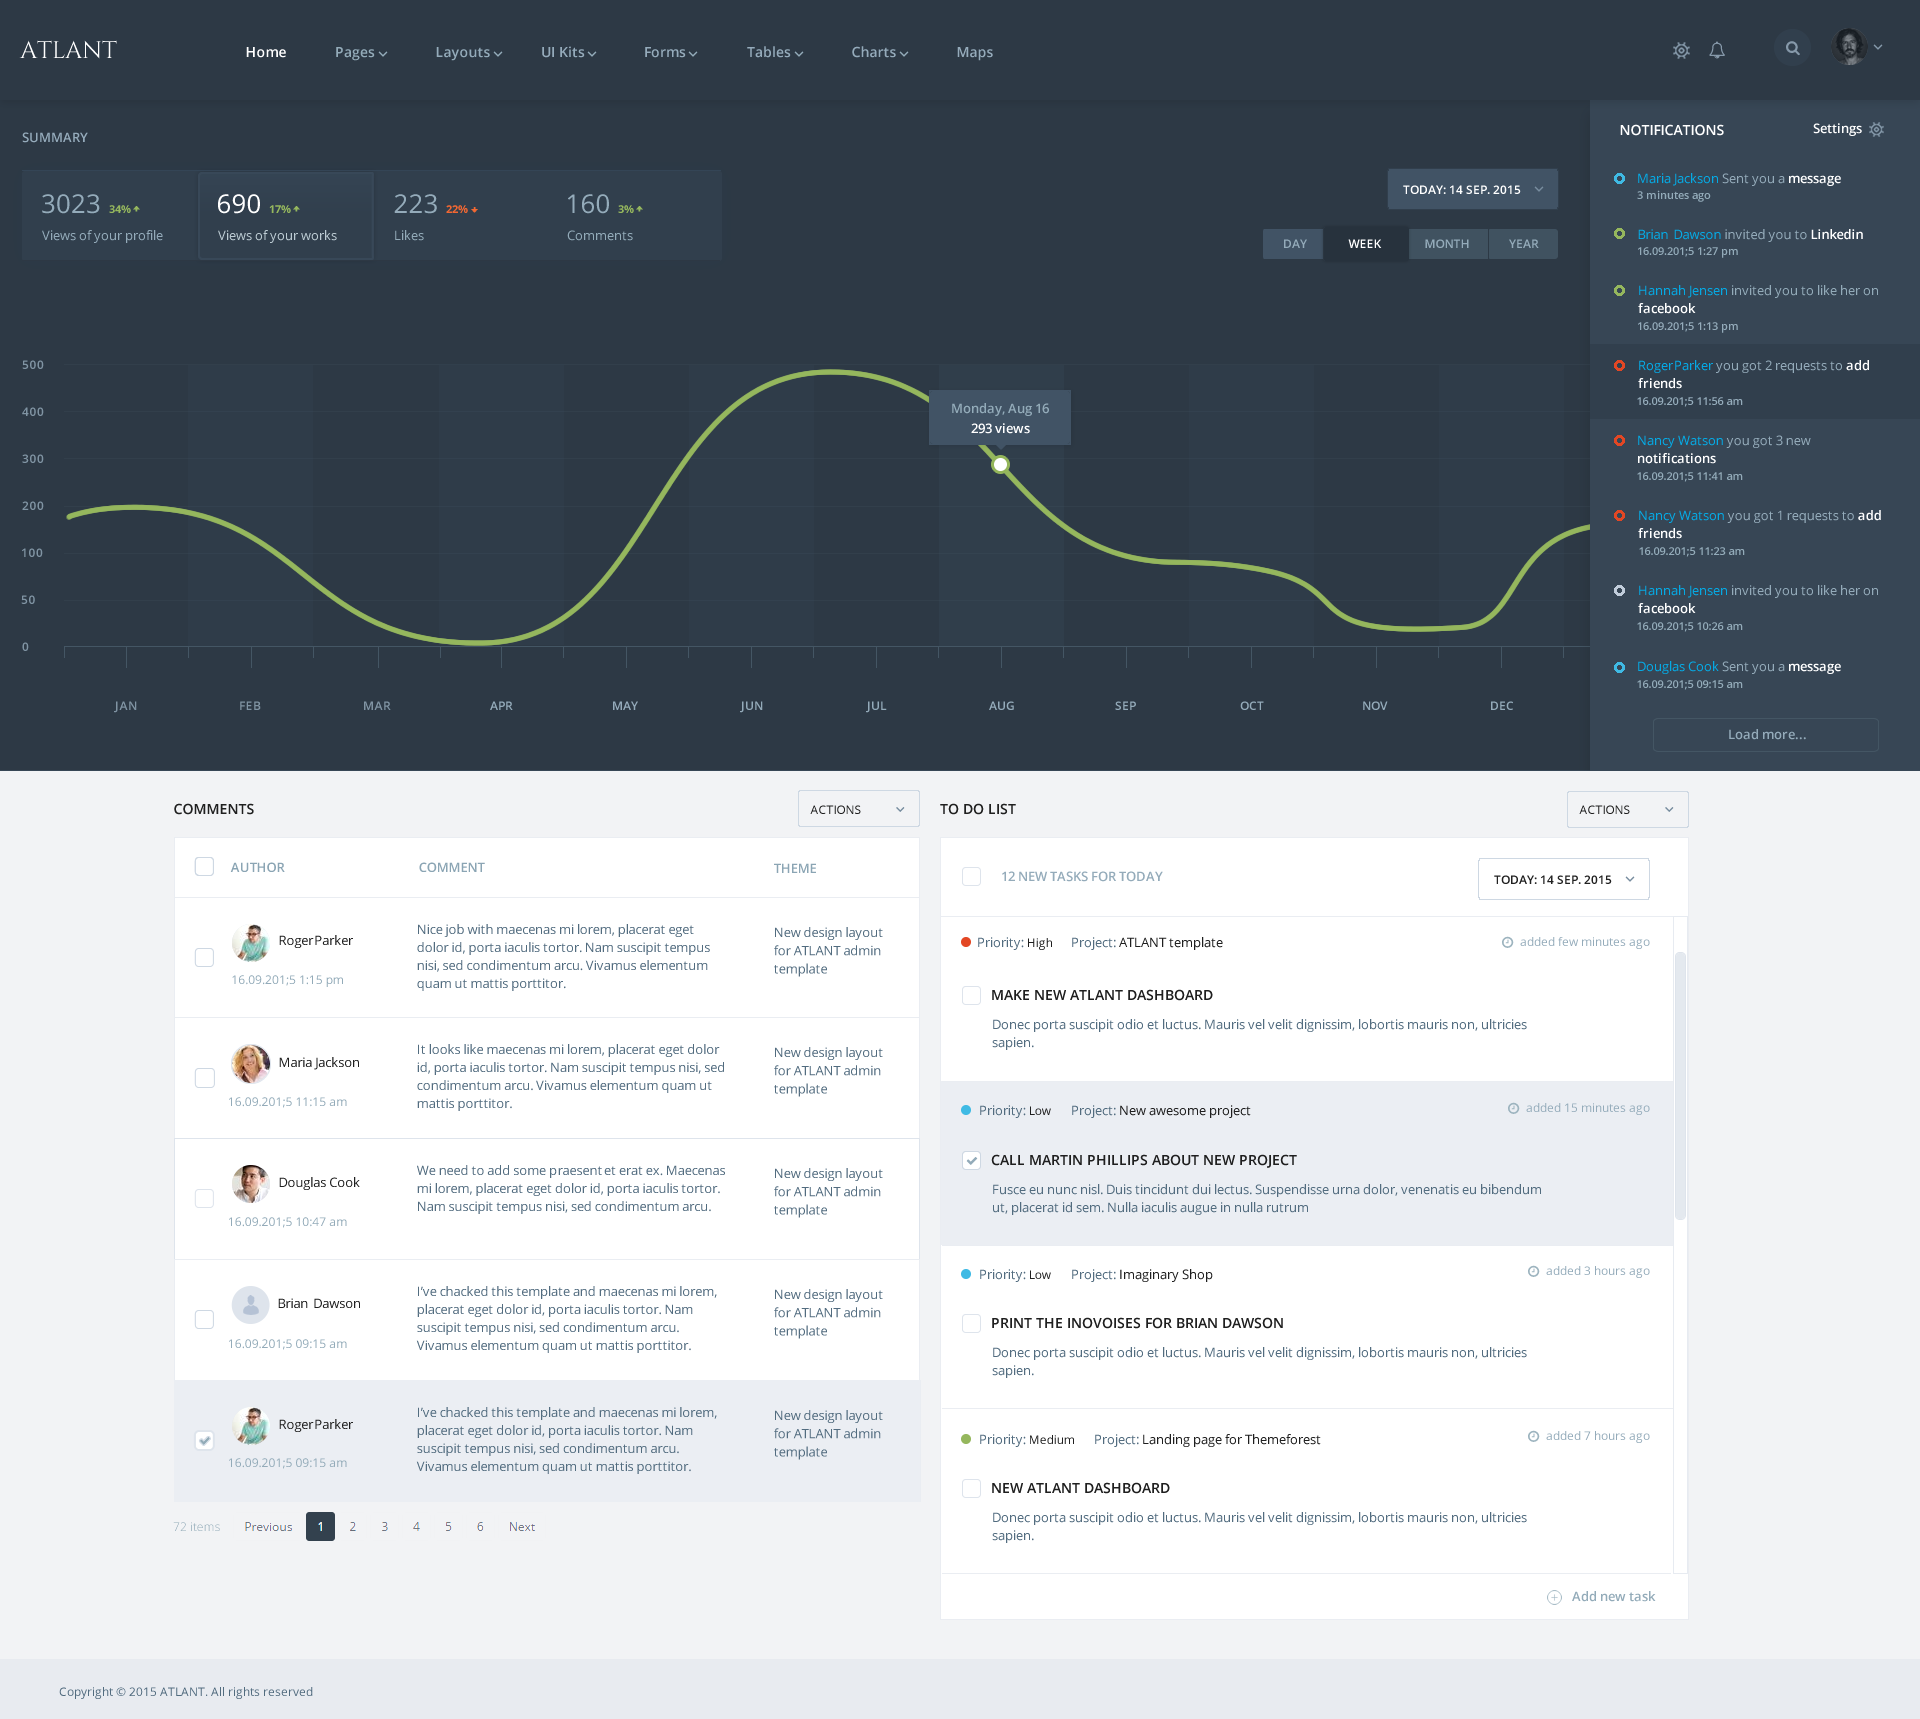 ATLANT
Home Pages Layouts UI Kits Forms Tables Charts Maps
SUMMARY
3023 34%
Views of your profile
690 17%
Views of your works
223 22%
Likes
160 3%
Comments
TODAY: 14 SEP. 2015
DAY WEEK MONTH YEAR
500
400
300
200
100
50
0
Monday, Aug 16
293 views
JAN FEB MAR APR MAY JUN JUL AUG SEP OCT NOV DEC
NOTIFICATIONS Settings
Maria Jackson Sent you a message
3 minutes ago
Brian Dawson invited you to Linkedin
16.09.201;5 1:27 pm
Hannah Jensen invited you to like her on
facebook
16.09.201;5 1:13 pm
Roger Parker you got 2 requests to add
friends
16.09.201;5 11:56 am
Nancy Watson you got 3 new
notifications
16.09.201;5 11:41 am
Nancy Watson you got 1 requests to add
friends
16.09.201;5 11:23 am
Hannah Jensen invited you to like her on
facebook
16.09.201;5 10:26 am
Douglas Cook Sent you a message
16.09.201;5 09:15 am
Load more...
COMMENTS ACTIONS
AUTHOR COMMENT THEME
Roger Parker
16.09.201;5 1:15 pm
Nice job with maecenas mi lorem, placerat eget
dolor id, porta iaculis tortor. Nam suscipit tempus
nisi, sed condimentum arcu. Vivamus elementum
quam ut mattis porttitor.
New design layout
for ATLANT admin
template
Maria Jackson
16.09.201;5 11:15 am
It looks like maecenas mi lorem, placerat eget dolor
id, porta iaculis tortor. Nam suscipit tempus nisi, sed
condimentum arcu. Vivamus elementum quam ut
mattis porttitor.
New design layout
for ATLANT admin
template
Douglas Cook
16.09.201;5 10:47 am
We need to add some praesent et erat ex. Maecenas
mi lorem, placerat eget dolor id, porta iaculis tortor.
Nam suscipit tempus nisi, sed condimentum arcu.
New design layout
for ATLANT admin
template
Brian Dawson
16.09.201;5 09:15 am
I've chacked this template and maecenas mi lorem,
placerat eget dolor id, porta iaculis tortor. Nam
suscipit tempus nisi, sed condimentum arcu.
Vivamus elementum quam ut mattis porttitor.
New design layout
for ATLANT admin
template
Roger Parker
16.09.201;5 09:15 am
I've chacked this template and maecenas mi lorem,
placerat eget dolor id, porta iaculis tortor. Nam
suscipit tempus nisi, sed condimentum arcu.
Vivamus elementum quam ut mattis porttitor.
New design layout
for ATLANT admin
template
72 items Previous 1 2 3 4 5 6 Next
TO DO LIST ACTIONS
12 NEW TASKS FOR TODAY TODAY: 14 SEP. 2015
Priority: High Project: ATLANT template added few minutes ago
MAKE NEW ATLANT DASHBOARD
Donec porta suscipit odio et luctus. Mauris vel velit dignissim, lobortis mauris non, ultricies
sapien.
Priority: Low Project: New awesome project added 15 minutes ago
CALL MARTIN PHILLIPS ABOUT NEW PROJECT
Fusce eu nunc nisl. Duis tincidunt dui lectus. Suspendisse urna dolor, venenatis eu bibendum
ut, placerat id sem. Nulla iaculis augue in nulla rutrum
Priority: Low Project: Imaginary Shop added 3 hours ago
PRINT THE INOVOISES FOR BRIAN DAWSON
Donec porta suscipit odio et luctus. Mauris vel velit dignissim, lobortis mauris non, ultricies
sapien.
Priority: Medium Project: Landing page for Themeforest added 7 hours ago
NEW ATLANT DASHBOARD
Donec porta suscipit odio et luctus. Mauris vel velit dignissim, lobortis mauris non, ultricies
sapien.
Add new task
Copyright © 2015 ATLANT. All rights reserved